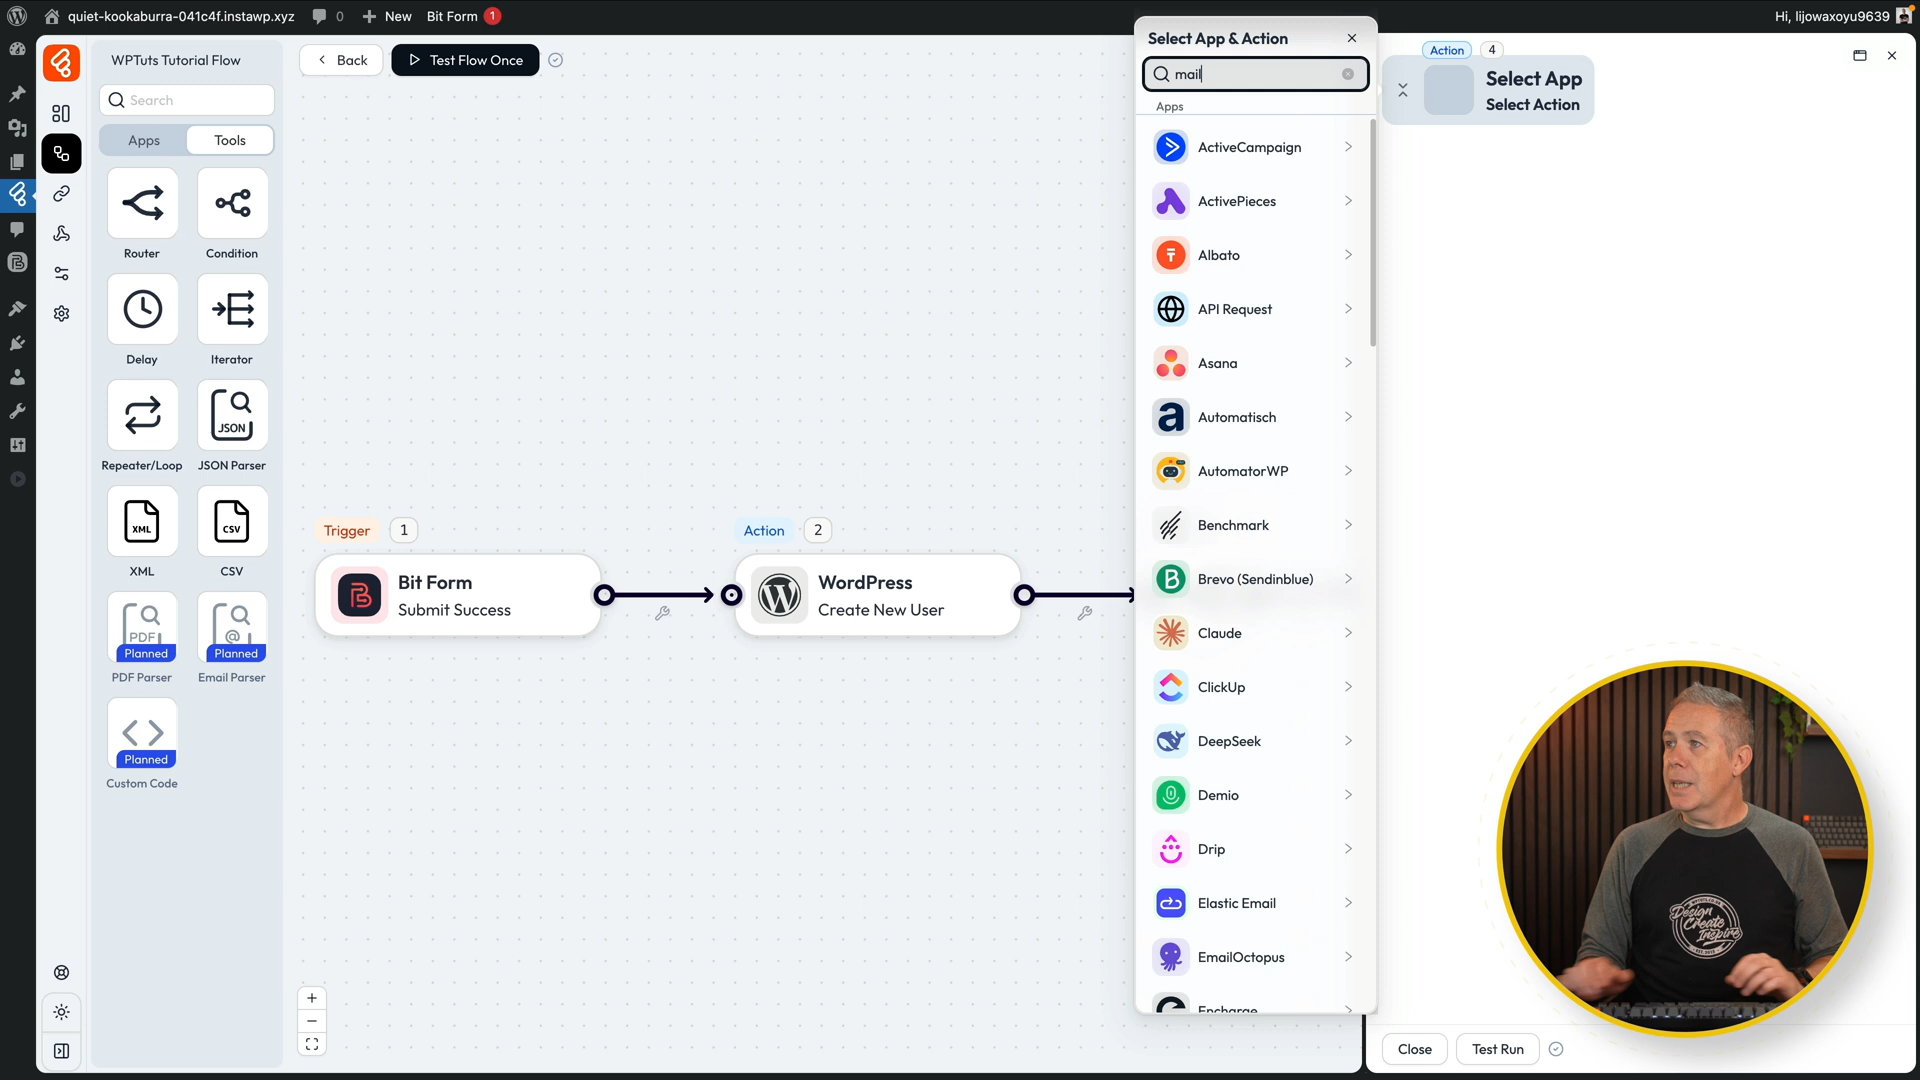 quiet-kookaburra-041c4f.instawp.xyz
0
New
Bit Form 1
Hi, lijowaxoyu9639
WPTuts Tutorial Flow
Search
Apps
Tools
Router
Condition
Delay
Iterator
JSON
Repeater/Loop
JSON Parser
XML
CSV
XML
CSV
PDF
Planned
@
Planned
PDF Parser
Email Parser
Planned
Custom Code
Back
Test Flow Once
Trigger
1
Bit Form
Submit Success
Action
2
WordPress
Create New User
Select App & Action
mail
Apps
ActiveCampaign
ActivePieces
Albato
API Request
Asana
Automatisch
AutomatorWP
Benchmark
Brevo (Sendinblue)
Claude
ClickUp
DeepSeek
Demio
Drip
Elastic Email
EmailOctopus
Encharge
Action
4
Select App
Select Action
Design
Create
Inspire
Close
Test Run